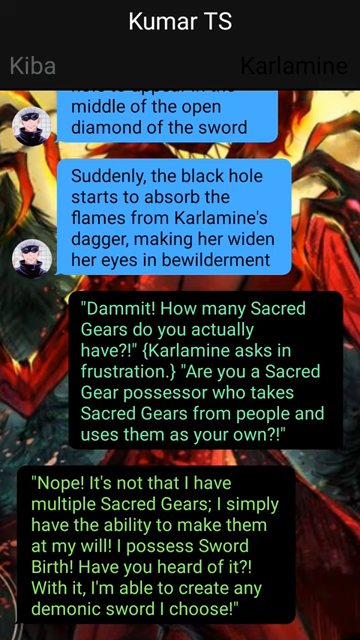 Kumar TS
Kiba
Karlamine
hole to appear in the
middle of the open
diamond of the sword
Suddenly, the black hole
starts to absorb the
flames from Karlamine's
dagger, making her widen
her eyes in bewilderment
"Dammit! How many Sacred
Gears do you actually
have?!" {Karlamine asks in
frustration.} "Are you a Sacred
Gear possessor who takes
Sacred Gears from people and
uses them as your own?!"
"Nope! It's not that I have
multiple Sacred Gears; I simply
have the ability to make them
at my will! I possess Sword
Birth! Have you heard of it?!
With it, I'm able to create any
demonic sword I choose!"